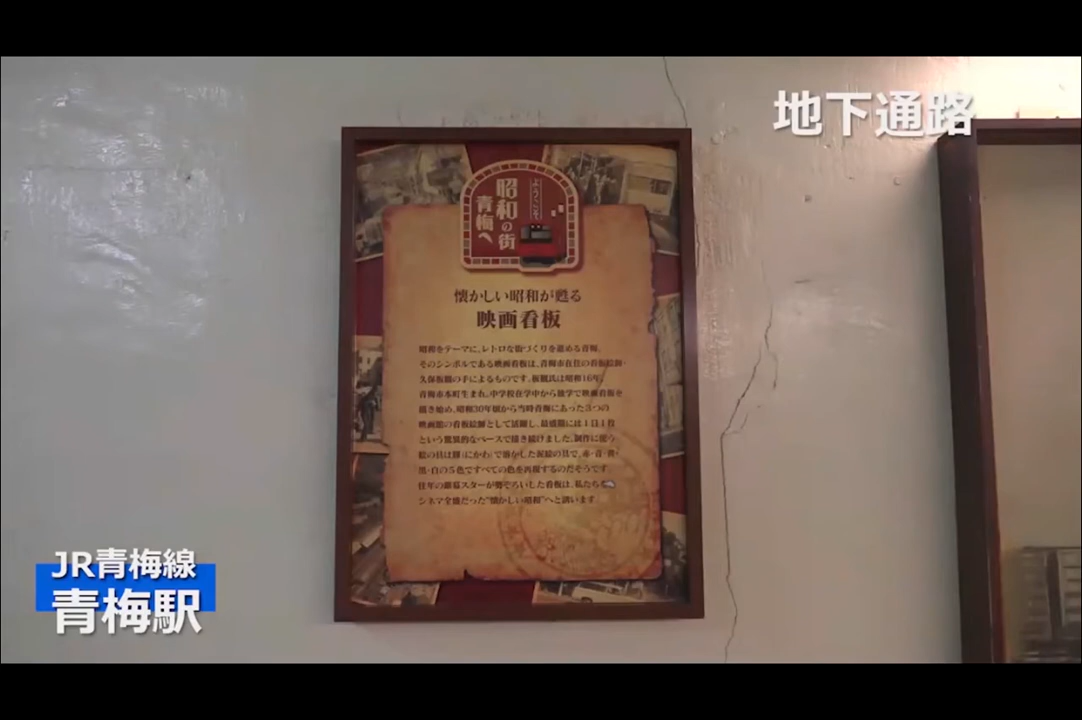 地下通路
ようこそ
昭和の街
青梅へ
懐かしい昭和が甦る
映画看板
昭和をテーマに、レトロな街づくりを進める青梅。
そのシンボルである映画看板は、青梅市在住の看板絵師・
久保板観の手によるものです。板観氏は昭和16年、
青梅市本町生まれ。中学校在学中から独学で映画看板を
描き始め、昭和30年頃から当時青梅にあった3つの
映画館の看板絵師として活躍し、最盛期には1日1枚
という驚異的なペースで描き続けました。制作に使う
絵の具は膠(にかわ)で溶かした泥絵の具で、赤・青・黄・
黒・白の5色ですべての色を再現するのだそうです。
往年の銀幕スターが勢ぞろいした看板は、私たちを
シネマ全盛だった“懐かしい昭和”へと誘います。
JR青梅線
青梅駅